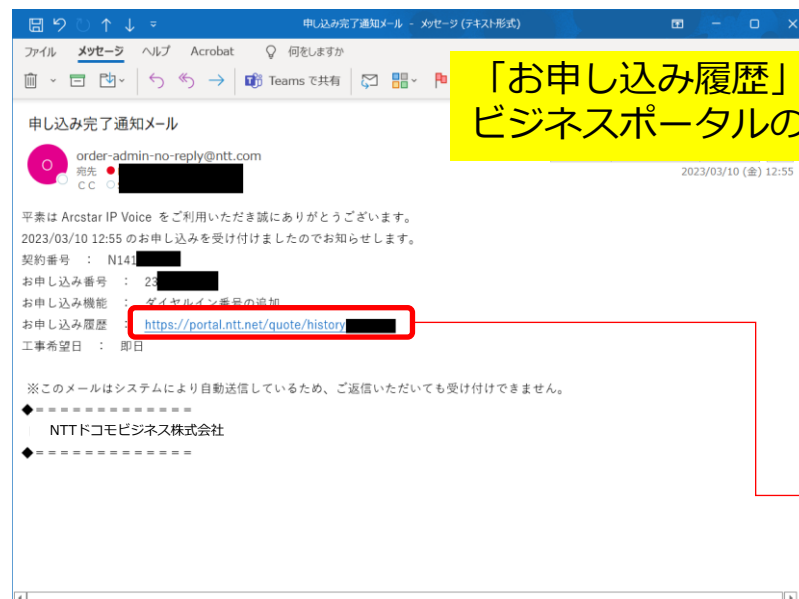 申し込み完了通知メール - メッセージ (テキスト形式)
ファイル メッセージ ヘルプ Acrobat 何をしますか
Teams で共有
「お申し込み履歴」
ビジネスポータルの
申し込み完了通知メール
O
order-admin-no-reply@ntt.com
宛先
CC
2023/03/10 (金) 12:55
平素は Arcstar IP Voice をご利用いただき誠にありがとうございます。
2023/03/10 12:55 のお申し込みを受け付けましたのでお知らせします。
契約番号 : N141
お申し込み番号 : 23
お申し込み機能 : ダイヤルイン番号の追加
お申し込み履歴 : https://portal.ntt.net/quote/history
工事希望日 : 即日
※このメールはシステムにより自動送信しているため、ご返信いただいても受け付けできません。
◆=============
NTTドコモビジネス株式会社
◆=============